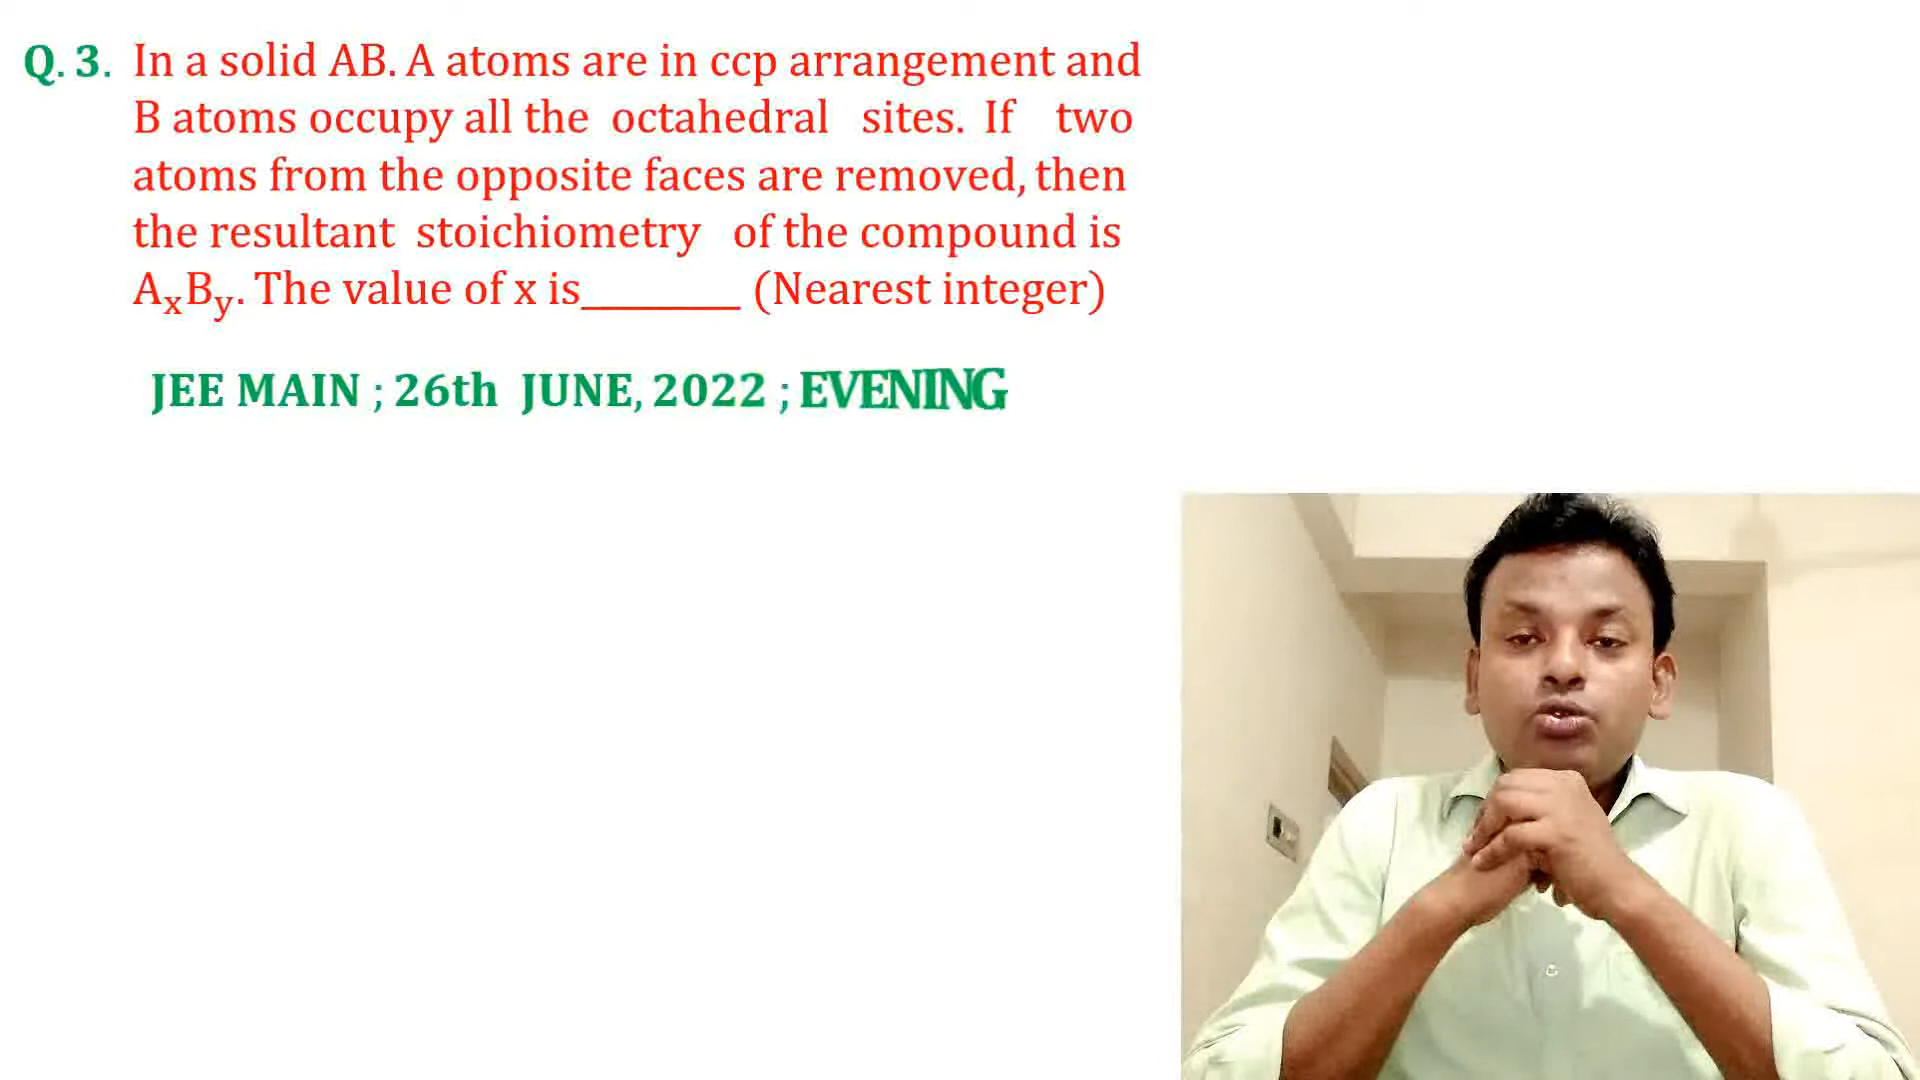 Q. 3. In a solid AB. A atoms are in ccp arrangement and
B atoms occupy all the octahedral sites. If two
atoms from the opposite faces are removed, then
the resultant stoichiometry of the compound is
AₓBᵧ. The value of x is________ (Nearest integer)
JEE MAIN ; 26th JUNE, 2022 ; EVENING